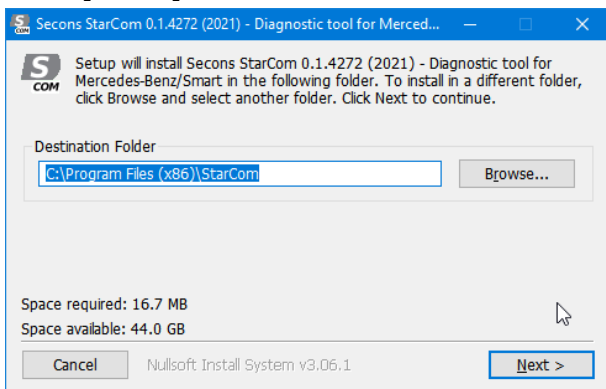 Secons StarCom 0.1.4272 (2021) - Diagnostic tool for Merced...
S
COM
Setup will install Secons StarCom 0.1.4272 (2021) - Diagnostic tool for
Mercedes-Benz/Smart in the following folder. To install in a different folder,
click Browse and select another folder. Click Next to continue.
Destination Folder
C:\Program Files (x86)\StarCom
Browse...
Space required: 16.7 MB
Space available: 44.0 GB
Cancel
Nullsoft Install System v3.06.1
Next >